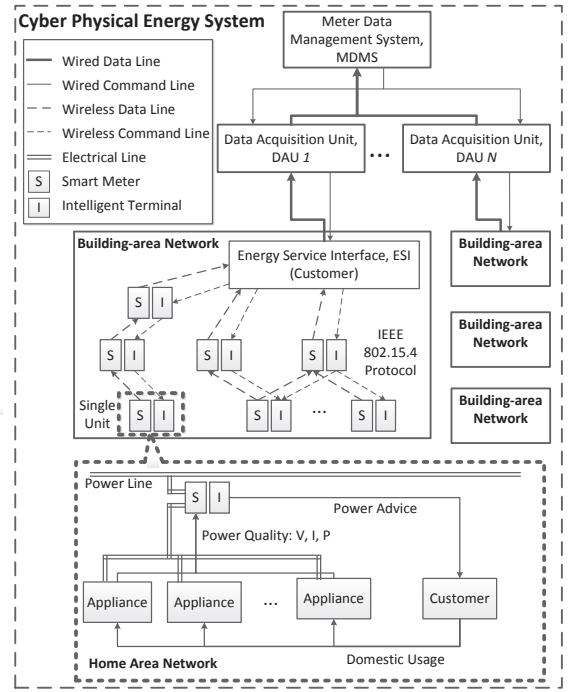 Cyber Physical Energy System
Wired Data Line
Wired Command Line
Wireless Data Line
Wireless Command Line
Electrical Line
S Smart Meter
I Intelligent Terminal
Meter Data
Management System,
MDMS
Data Acquisition Unit,
DAU 1
...
Data Acquisition Unit,
DAU N
Building-area Network
Energy Service Interface, ESI
(Customer)
Building-area
Network
S I
IEEE
802.15.4
Protocol
S I
S I
S I
Building-area
Network
Single
Unit
S I
S I
...
S I
Building-area
Network
Power Line
S I
Power Advice
Power Quality: V, I, P
Appliance
Appliance
...
Appliance
Customer
Domestic Usage
Home Area Network